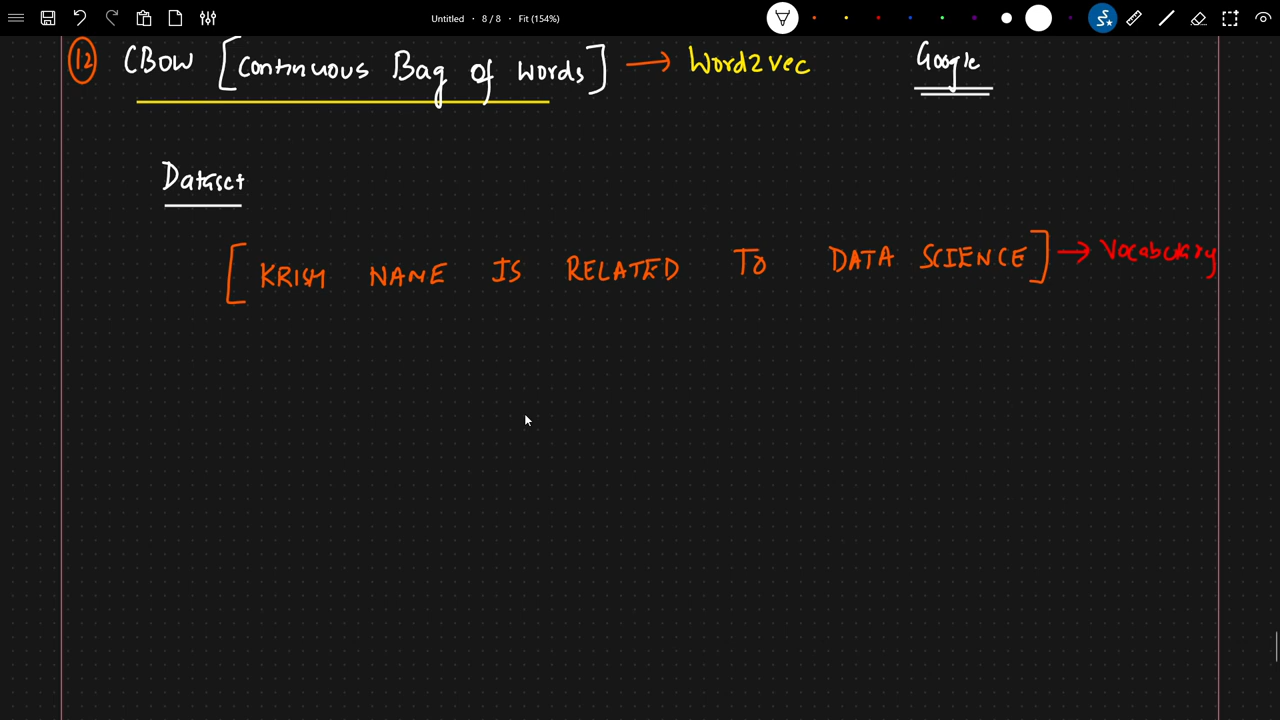 Untitled • 8 / 8 • Fit (154%)
12 CBOW [Continuous Bag of Words] → Word2vec Google
Dataset
[KRISH NAME IS RELATED TO DATA SCIENCE] → Vocabulary